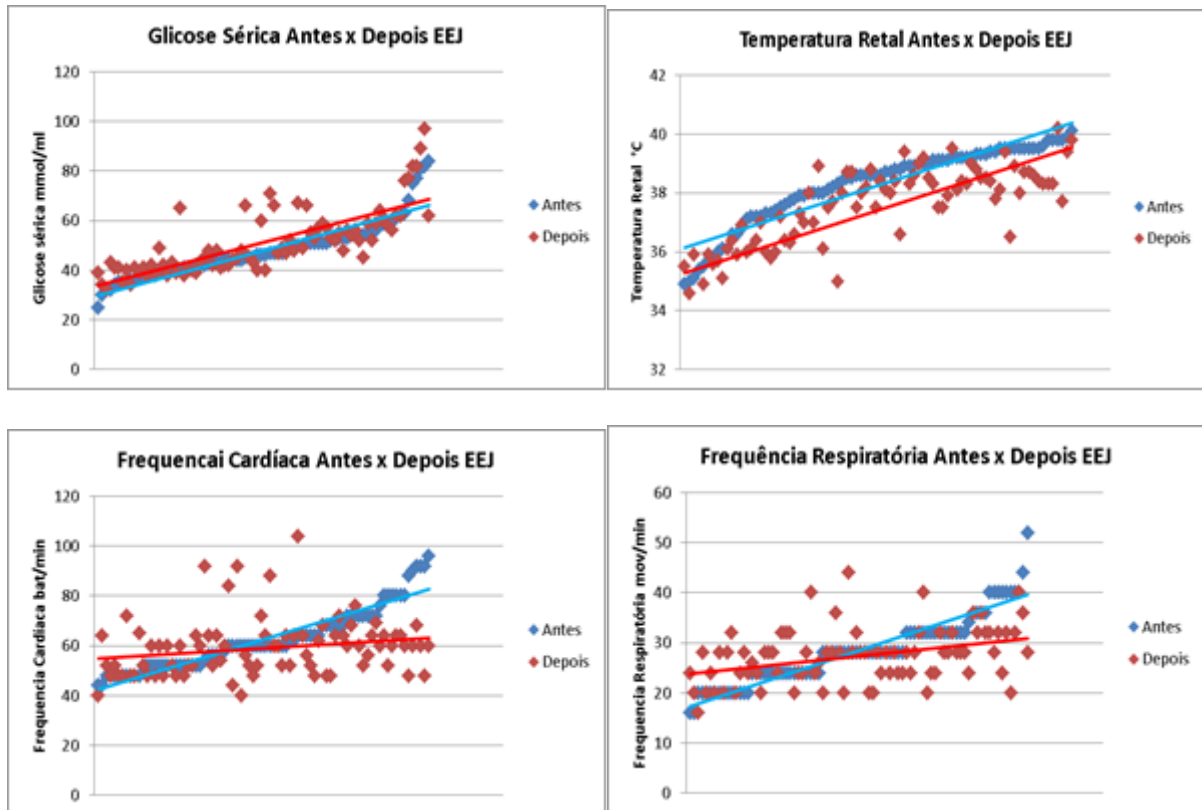 Glicose Sérica Antes x Depois EEJ
120
100
80
60
40
20
0
Glicose sérica mmol/ml
Antes
Depois
Temperatura Retal Antes x Depois EEJ
42
40
38
36
34
32
Temperatura Retal °C
Antes
Depois
Frequencai Cardíaca Antes x Depois EEJ
120
100
80
60
40
20
0
Frequencia Cardiaca bat/min
Antes
Depois
Frequência Respiratória Antes x Depois EEJ
60
50
40
30
20
10
0
Frequencia Respiratória mov/min
Antes
Depois